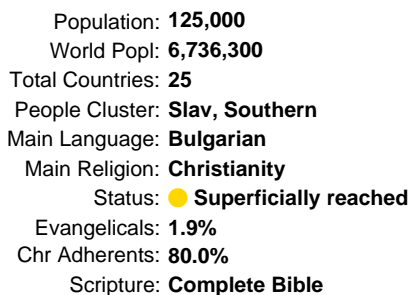 Population: 125,000
World Popl: 6,736,300
Total Countries: 25
People Cluster: Slav, Southern
Main Language: Bulgarian
Main Religion: Christianity
Status: Superficially reached
Evangelicals: 1.9%
Chr Adherents: 80.0%
Scripture: Complete Bible